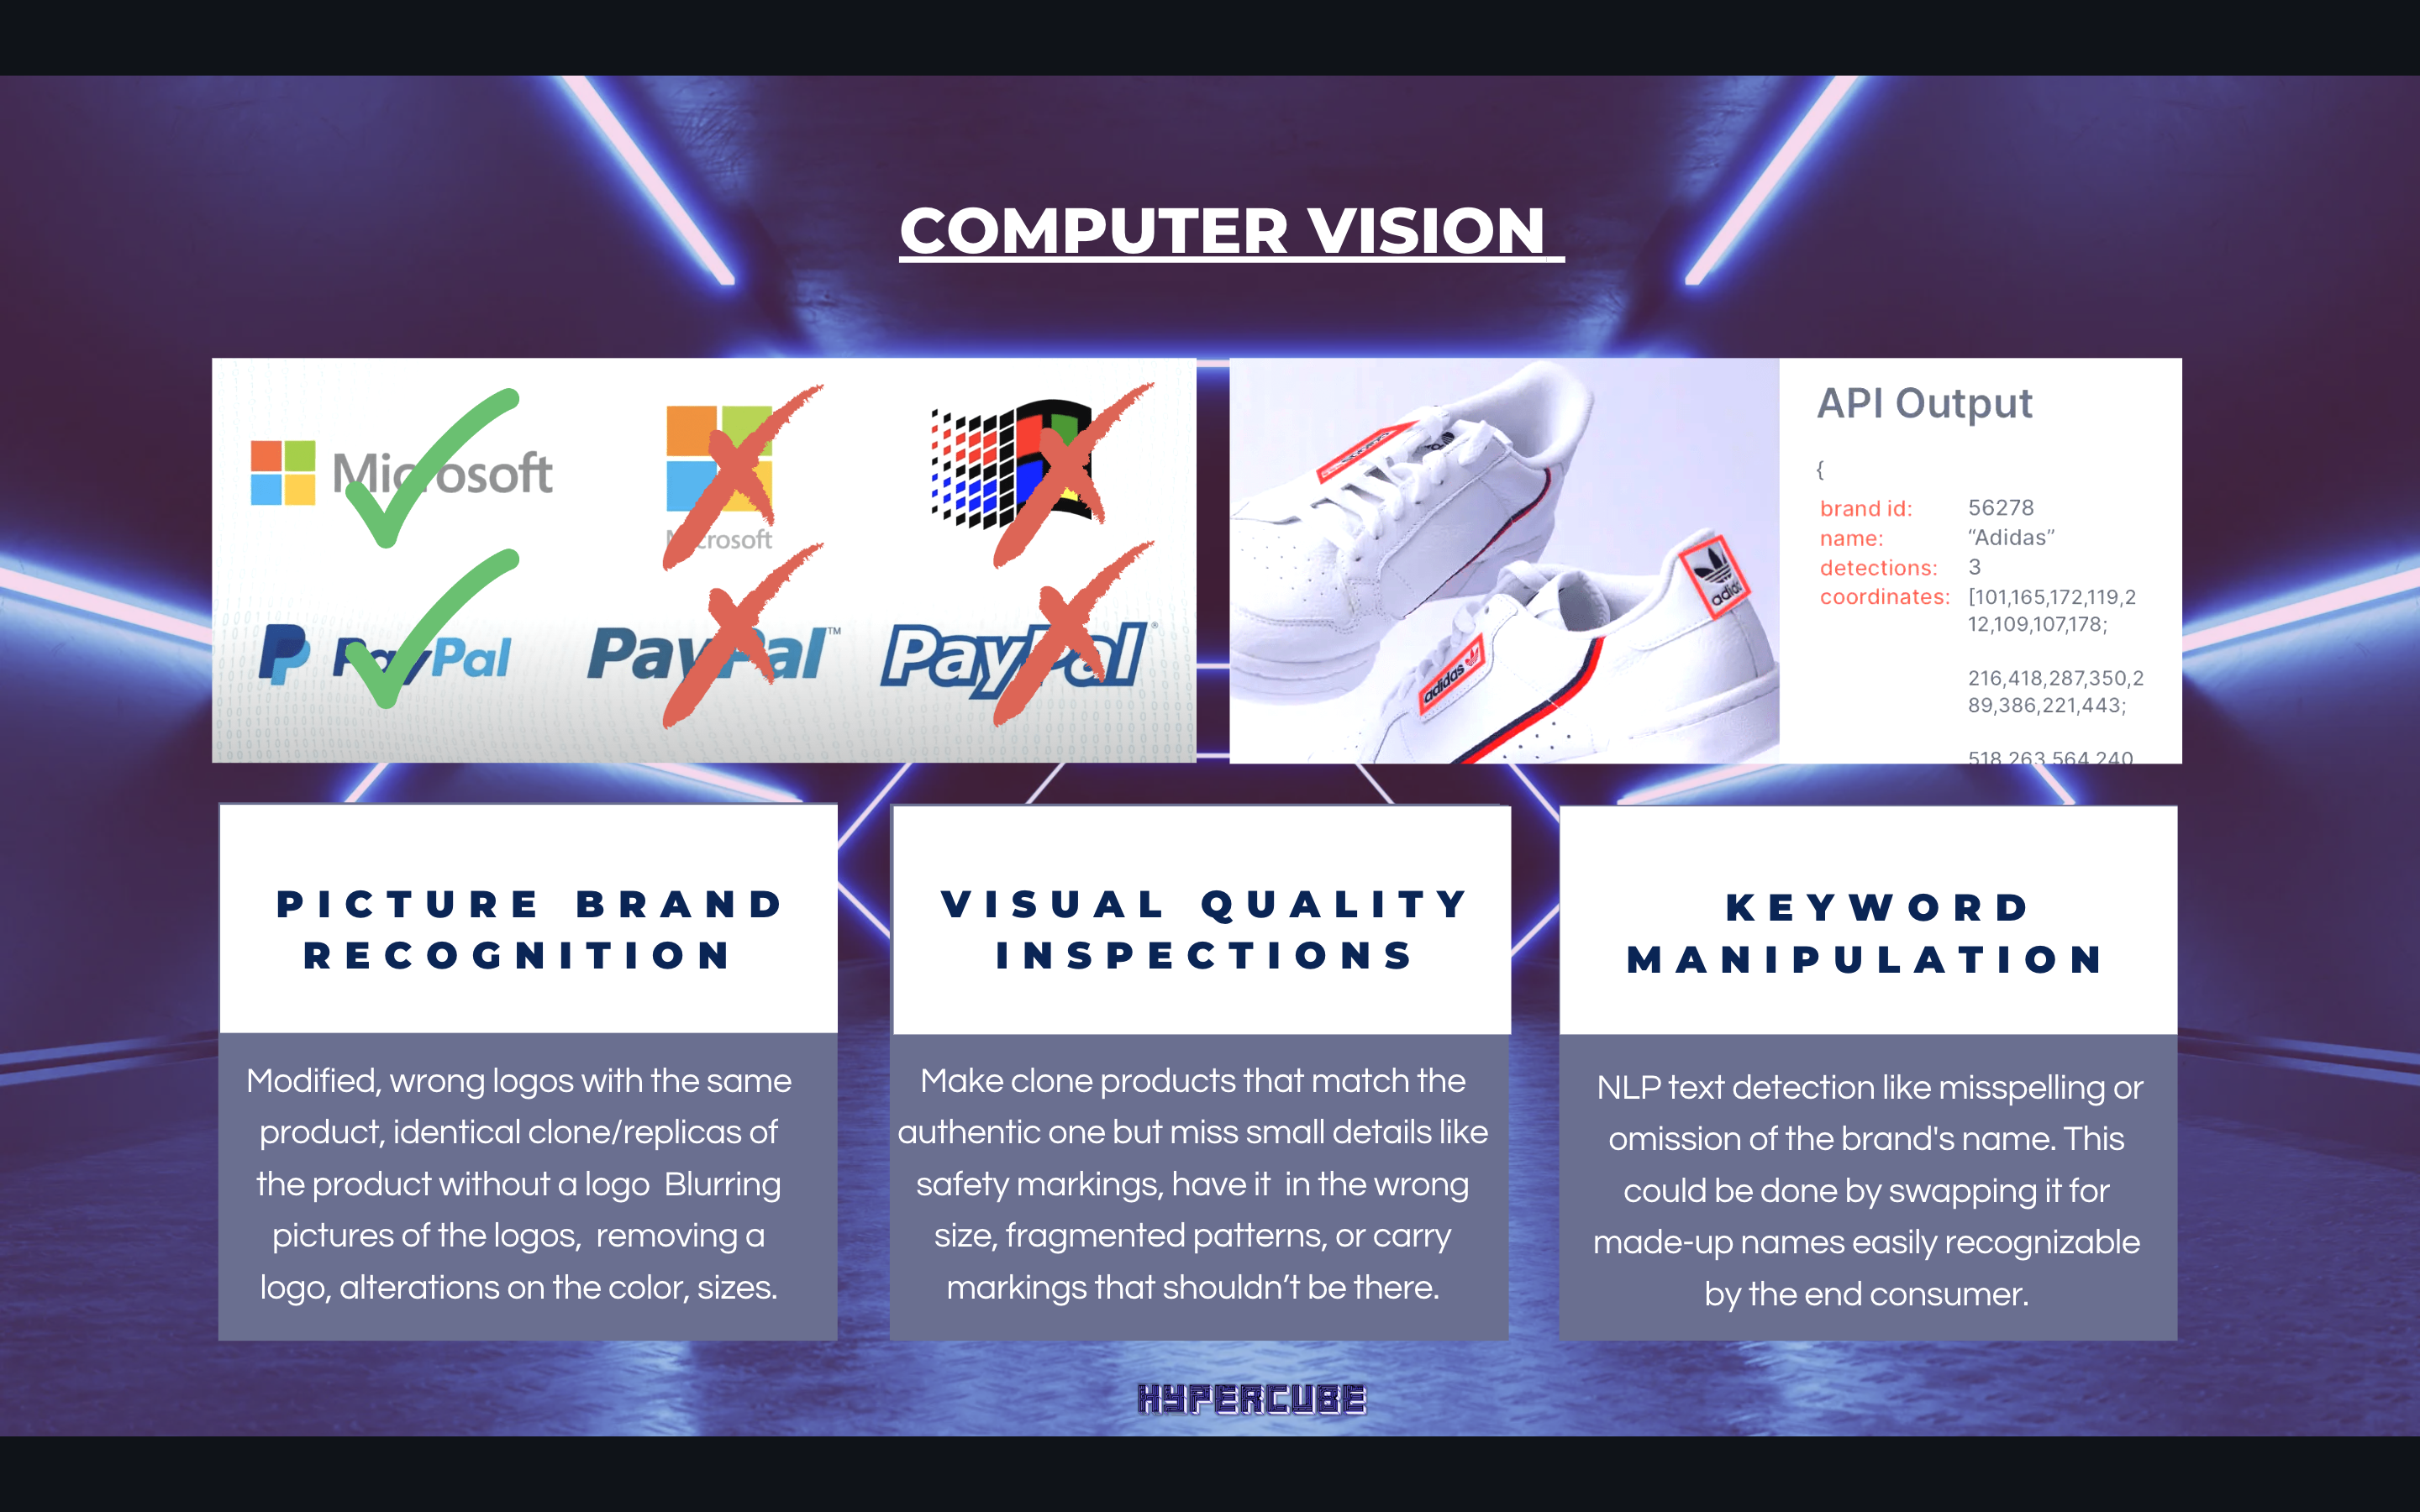 COMPUTER VISION
Microsoft
Microsoft
PayPal
PayPal™
PayPal®
adidas
adidas
API Output
{
brand id: 56278
name: “Adidas”
detections: 3
coordinates: [101,165,172,119,2
12,109,107,178;
216,418,287,350,2
89,386,221,443;
518,263,564,240
PICTURE BRAND
RECOGNITION
Modified, wrong logos with the same
product, identical clone/replicas of
the product without a logo  Blurring
pictures of the logos,  removing a
logo, alterations on the color, sizes.
VISUAL QUALITY
INSPECTIONS
Make clone products that match the
authentic one but miss small details like
safety markings, have it  in the wrong
size, fragmented patterns, or carry
markings that shouldn’t be there.
KEYWORD
MANIPULATION
NLP text detection like misspelling or
omission of the brand's name. This
could be done by swapping it for
made-up names easily recognizable
by the end consumer.
HYPERCUBE